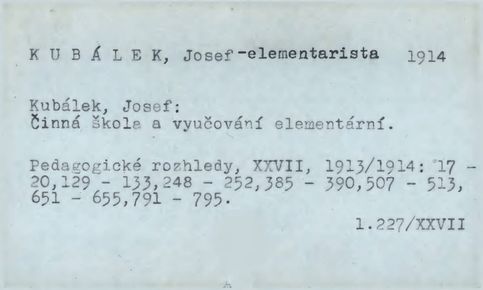 KUBÁLEK, Josef-elementarista 1914
Kubálek, Josef:
Činná škola a vyučování elementární.
Pedagogické rozhledy, XXVII, 1913/1914: 17 -
20,129 - 133,248 - 252,385 - 390,507 - 513,
651 - 655,791 - 795.
1.227/XXVII